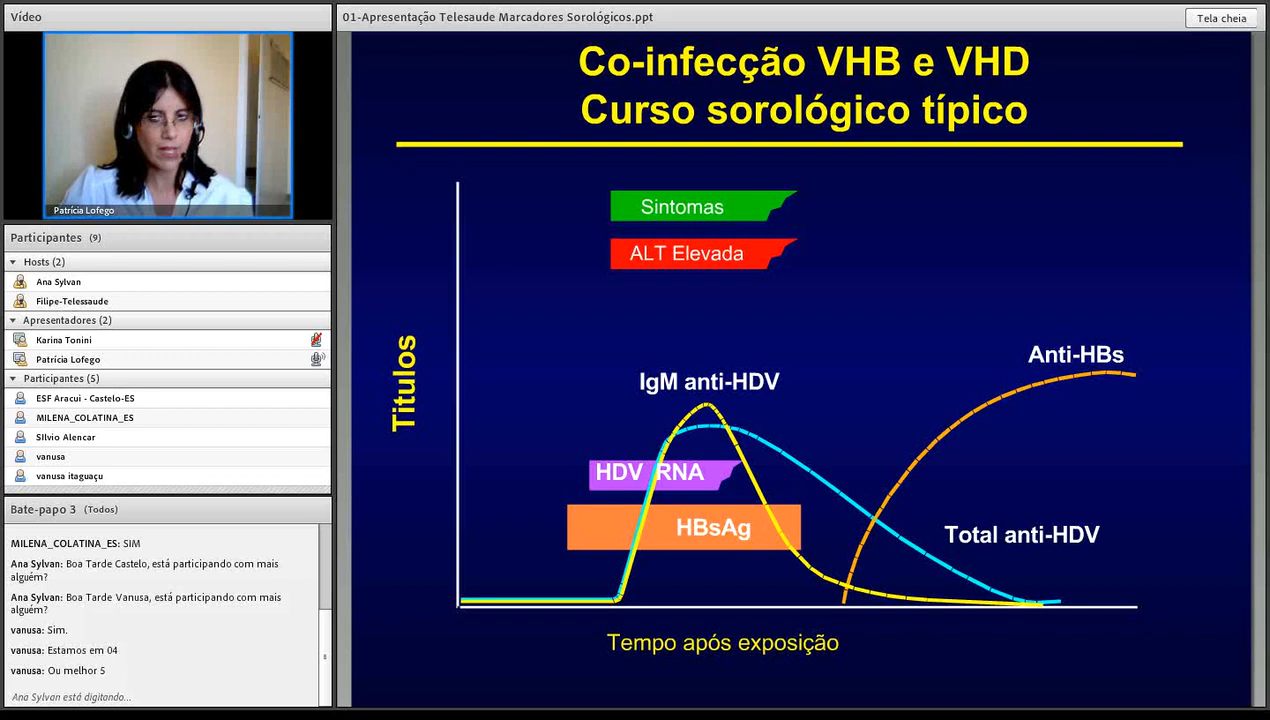 Vídeo
Patrícia Lofego
Participantes (9)
Hosts (2)
Ana Sylvan
Filipe-Telessaude
Apresentadores (2)
Karina Tonini
Patrícia Lofego
Participantes (5)
ESF Aracui - Castelo-ES
MILENA_COLATINA_ES
SIlvio Alencar
vanusa
vanusa itaguaçu
Bate-papo 3 (Todos)
MILENA_COLATINA_ES: SIM
Ana Sylvan: Boa Tarde Castelo, está participando com mais
alguém?
Ana Sylvan: Boa Tarde Vanusa, está participando com mais
alguém?
vanusa: Sim.
vanusa: Estamos em 04
vanusa: Ou melhor 5
Ana Sylvan está digitando...
01-Apresentação Telesaude Marcadores Sorológicos.ppt
Tela cheia
Co-infecção VHB e VHD
Curso sorológico típico
Sintomas
ALT Elevada
Titulos
Anti-HBs
IgM anti-HDV
HDV RNA
HBsAg
Total anti-HDV
Tempo após exposição